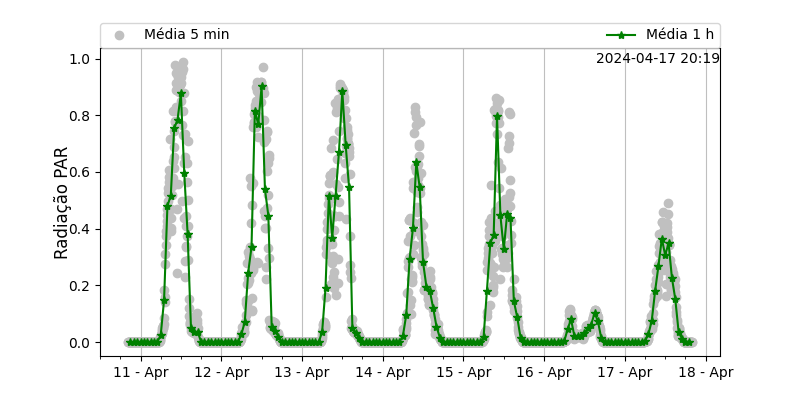 Média 5 min
Média 1 h
2024-04-17 20:19
1.0
0.8
0.6
0.4
0.2
0.0
Radiação PAR
11 - Apr
12 - Apr
13 - Apr
14 - Apr
15 - Apr
16 - Apr
17 - Apr
18 - Apr